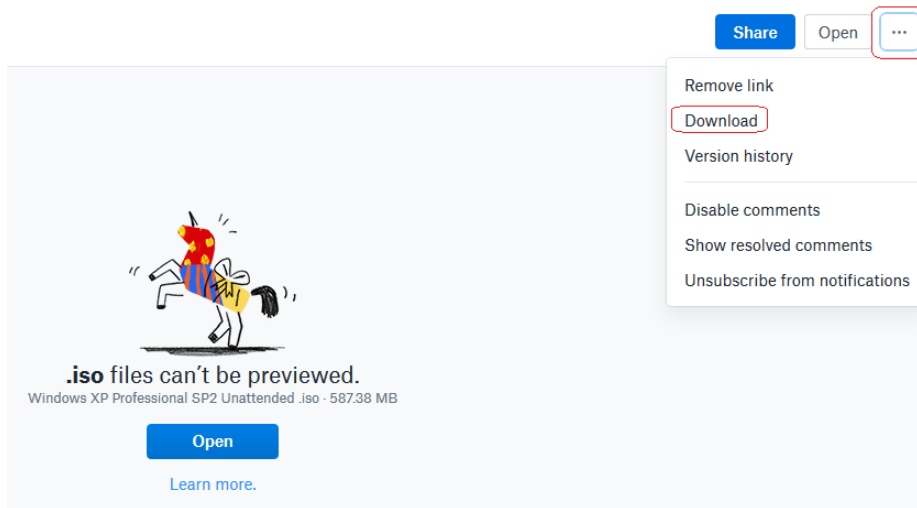 Share
Open
...
Remove link
Download
Version history
Disable comments
Show resolved comments
Unsubscribe from notifications
.iso files can't be previewed.
Windows XP Professional SP2 Unattended .iso · 587.38 MB
Open
Learn more.